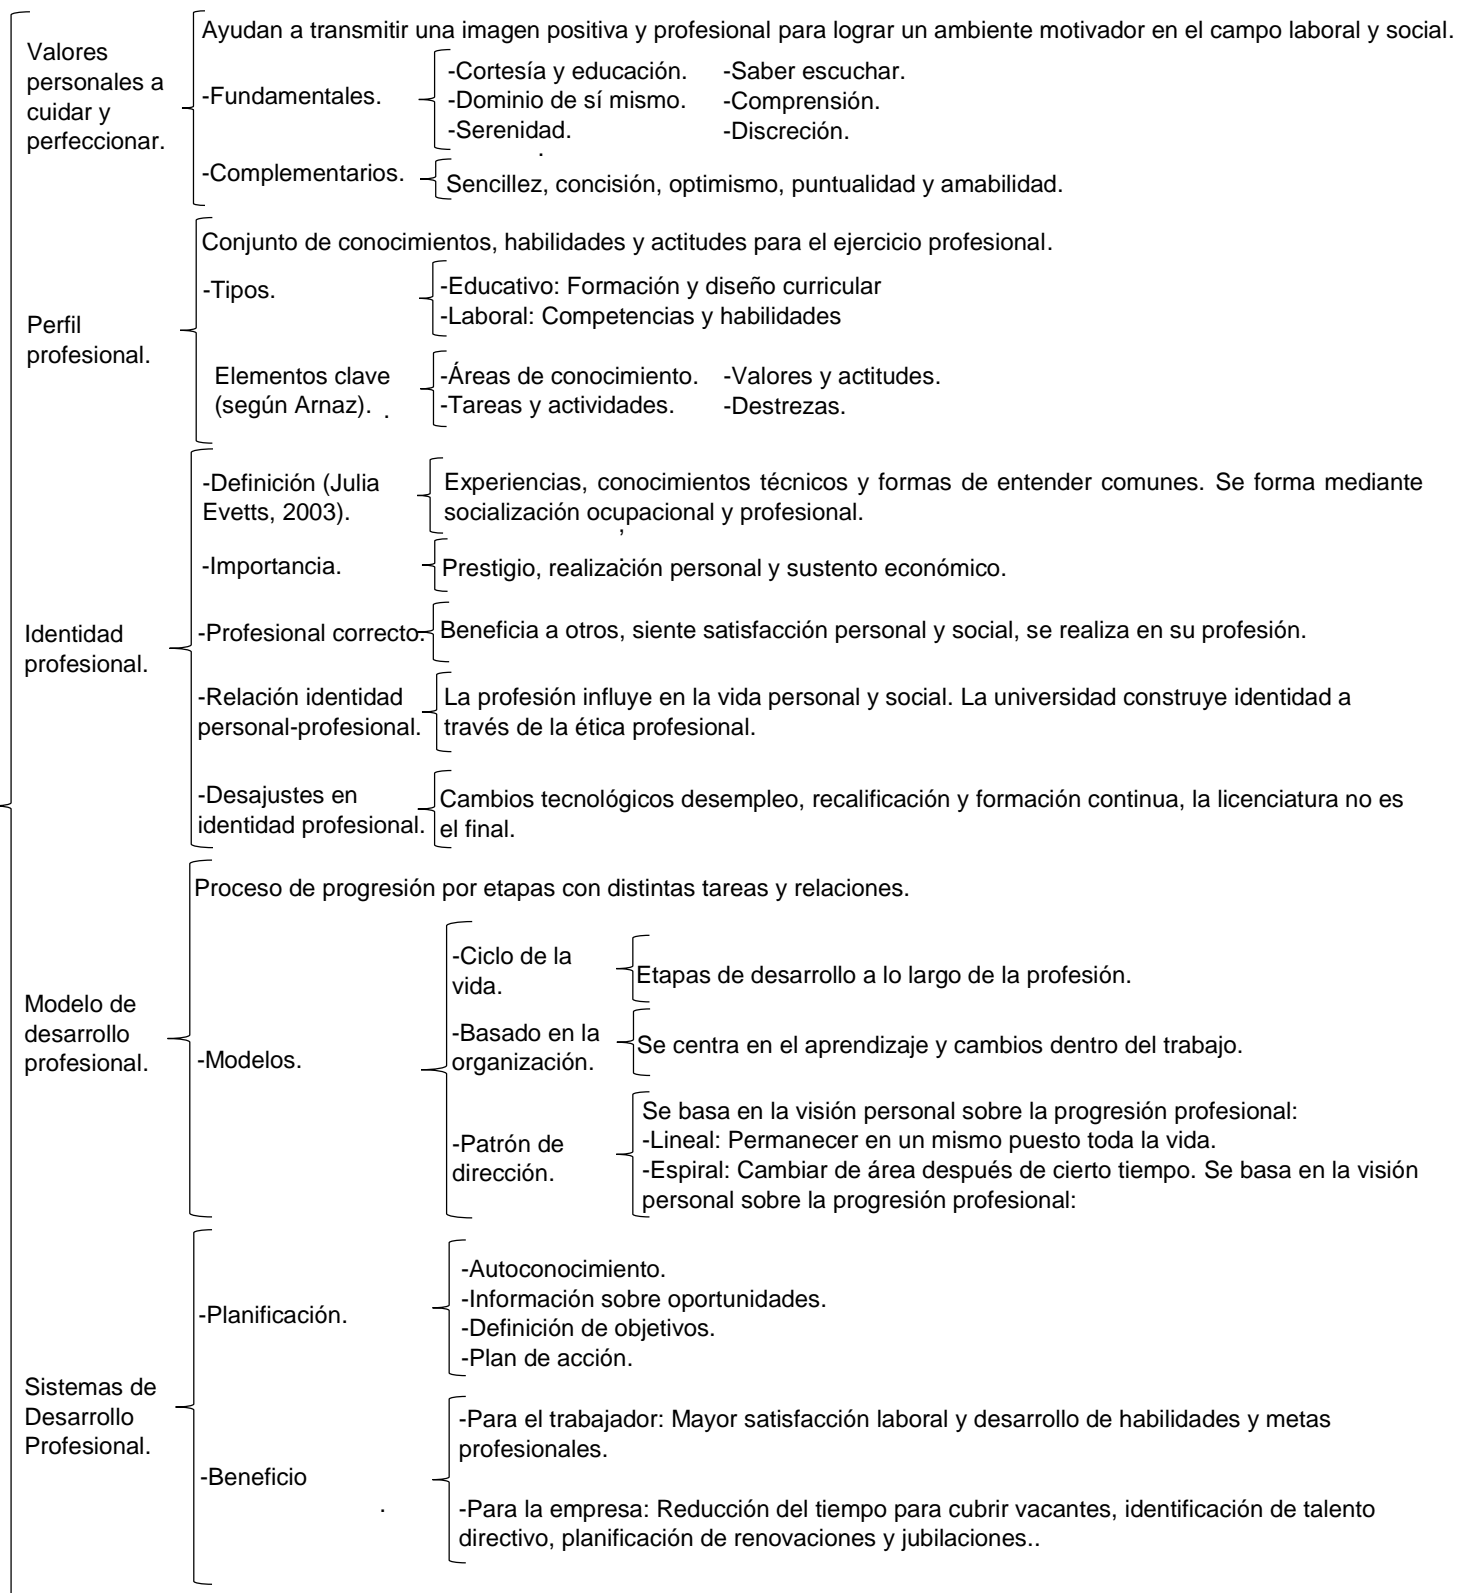 Valores
personales a
cuidar y
perfeccionar.
Ayudan a transmitir una imagen positiva y profesional para lograr un ambiente motivador en el campo laboral y social.
-Fundamentales.
-Cortesía y educación. -Saber escuchar.
-Dominio de sí mismo. -Comprensión.
-Serenidad. -Discreción.
.
-Complementarios.
Sencillez, concisión, optimismo, puntualidad y amabilidad.
Perfil
profesional.
Conjunto de conocimientos, habilidades y actitudes para el ejercicio profesional.
-Tipos.
-Educativo: Formación y diseño curricular
-Laboral: Competencias y habilidades
Elementos clave
(según Arnaz). .
-Áreas de conocimiento. -Valores y actitudes.
-Tareas y actividades. -Destrezas.
Identidad
profesional.
-Definición (Julia
Evetts, 2003).
Experiencias, conocimientos técnicos y formas de entender comunes. Se forma mediante
socialización ocupacional y profesional.
,
-Importancia.
.
Prestigio, realización personal y sustento económico.
-Profesional correcto.
Beneficia a otros, siente satisfacción personal y social, se realiza en su profesión.
-Relación identidad
personal-profesional.
La profesión influye en la vida personal y social. La universidad construye identidad a
través de la ética profesional.
-Desajustes en
identidad profesional.
Cambios tecnológicos desempleo, recalificación y formación continua, la licenciatura no es
el final.
Modelo de
desarrollo
profesional.
Proceso de progresión por etapas con distintas tareas y relaciones.
-Modelos.
-Ciclo de la
vida.
Etapas de desarrollo a lo largo de la profesión.
-Basado en la
organización.
Se centra en el aprendizaje y cambios dentro del trabajo.
-Patrón de
dirección.
Se basa en la visión personal sobre la progresión profesional:
-Lineal: Permanecer en un mismo puesto toda la vida.
-Espiral: Cambiar de área después de cierto tiempo. Se basa en la visión
personal sobre la progresión profesional:
Sistemas de
Desarrollo
Profesional.
-Planificación.
-Autoconocimiento.
-Información sobre oportunidades.
-Definición de objetivos.
-Plan de acción.
-Beneficio
.
-Para el trabajador: Mayor satisfacción laboral y desarrollo de habilidades y metas
profesionales.
-Para la empresa: Reducción del tiempo para cubrir vacantes, identificación de talento
directivo, planificación de renovaciones y jubilaciones..